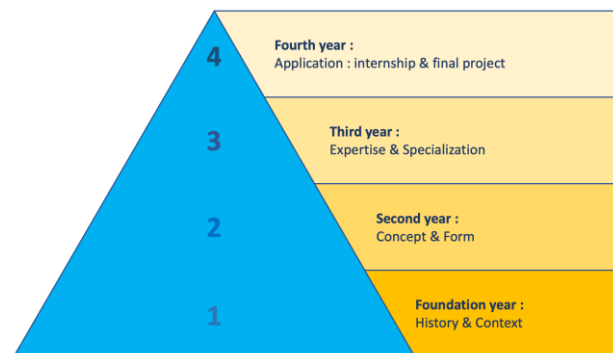 4
Fourth year :
Application : internship & final project
3
Third year :
Expertise & Specialization
2
Second year :
Concept & Form
1
Foundation year :
History & Context